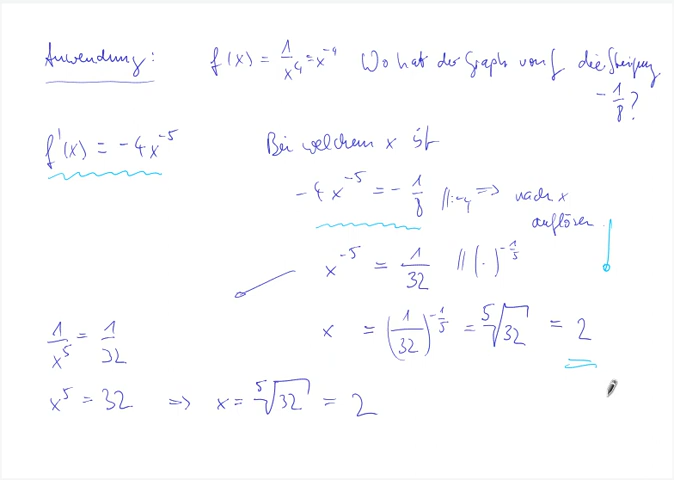 Anwendung: f(x) = 1/x⁴ = x⁻⁴ Wo hat der Graph von f die Steigung
- 1/8?
f'(x) = -4x⁻⁵ Bei welchem x ist
-4x⁻⁵ = - 1/8 //:-4 => nach x
auflösen
x⁻⁵ = 1/32 //(·)^(-1/5)
1/x⁵ = 1/32 x = (1/32)^(-1/5) = ⁵√32 = 2
x⁵ = 32 => x = ⁵√32 = 2